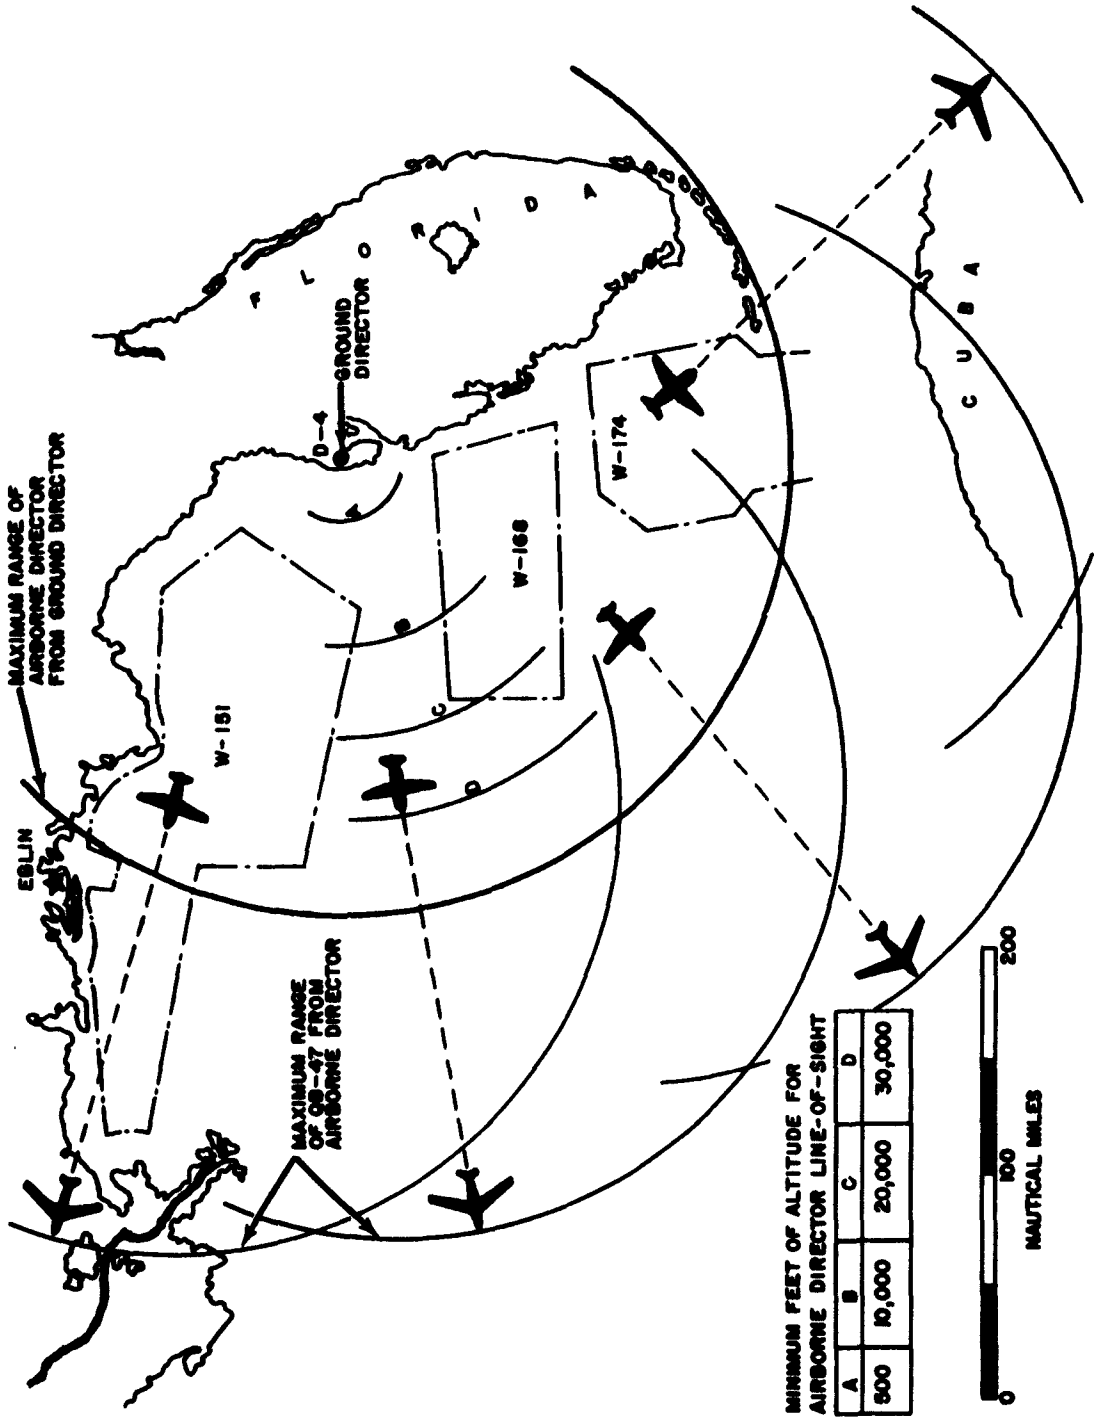 MAXIMUM RANGE OF
AIRBORNE DIRECTOR
FROM GROUND DIRECTOR
EGLIN
W-151
D-4
GROUND
DIRECTOR
FLORIDA
A
B
C
D
W-168
W-174
CUBA
MAXIMUM RANGE
OF QB-47 FROM
AIRBORNE DIRECTOR
MINIMUM FEET OF ALTITUDE FOR
AIRBORNE DIRECTOR LINE-OF-SIGHT
A B C D
500 10,000 20,000 30,000
0 100 200
NAUTICAL MILES